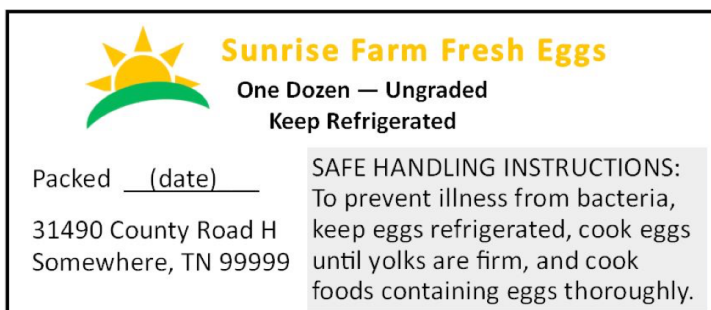 Sunrise Farm Fresh Eggs
One Dozen — Ungraded
Keep Refrigerated
Packed (date)
31490 County Road H
Somewhere, TN 99999
SAFE HANDLING INSTRUCTIONS:
To prevent illness from bacteria,
keep eggs refrigerated, cook eggs
until yolks are firm, and cook
foods containing eggs thoroughly.